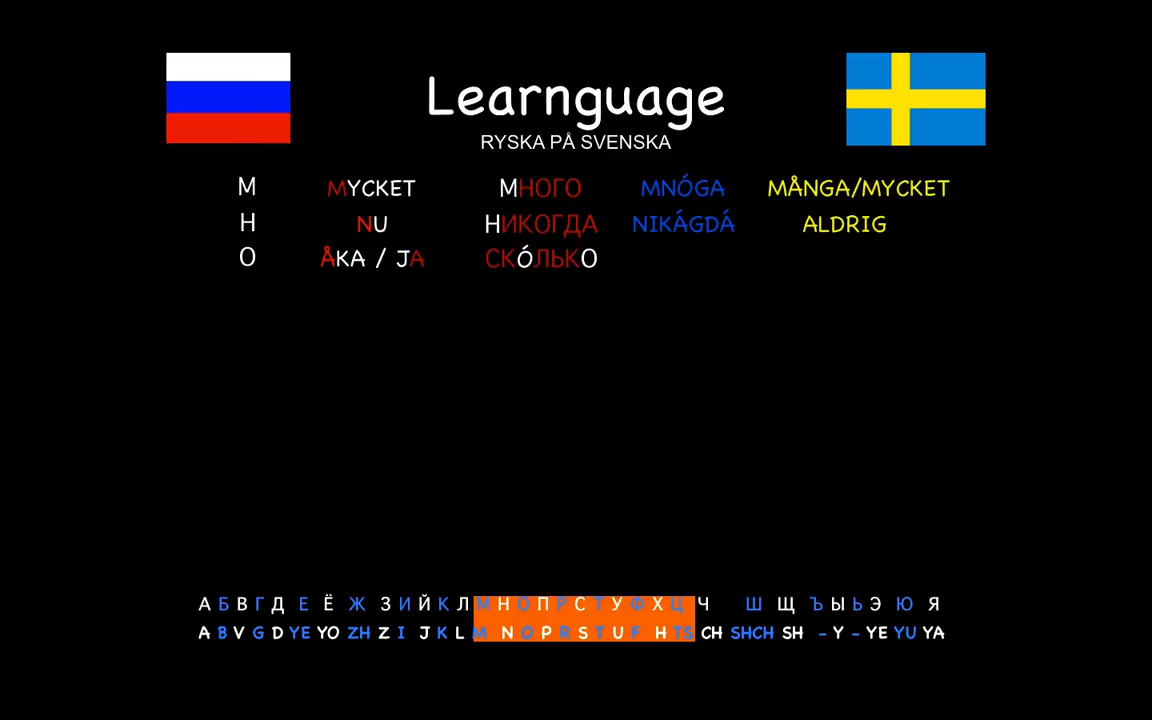 Learnguage
RYSKA PÅ SVENSKA
М MYCKET МНОГО MNÓGA MÅNGA/MYCKET
Н NU НИКОГДА NIKÁGDÁ ALDRIG
О ÅKA / JA СКÓЛЬКО
А Б В Г Д Е Ё Ж З И Й К Л М Н О П Р С Т У Ф Х Ц Ч Ш Щ Ъ Ы Ь Э Ю Я
A B V G D YE YO ZH Z I J K L M N O P R S T U F H TS CH SHCH SH - Y - YE YU YA